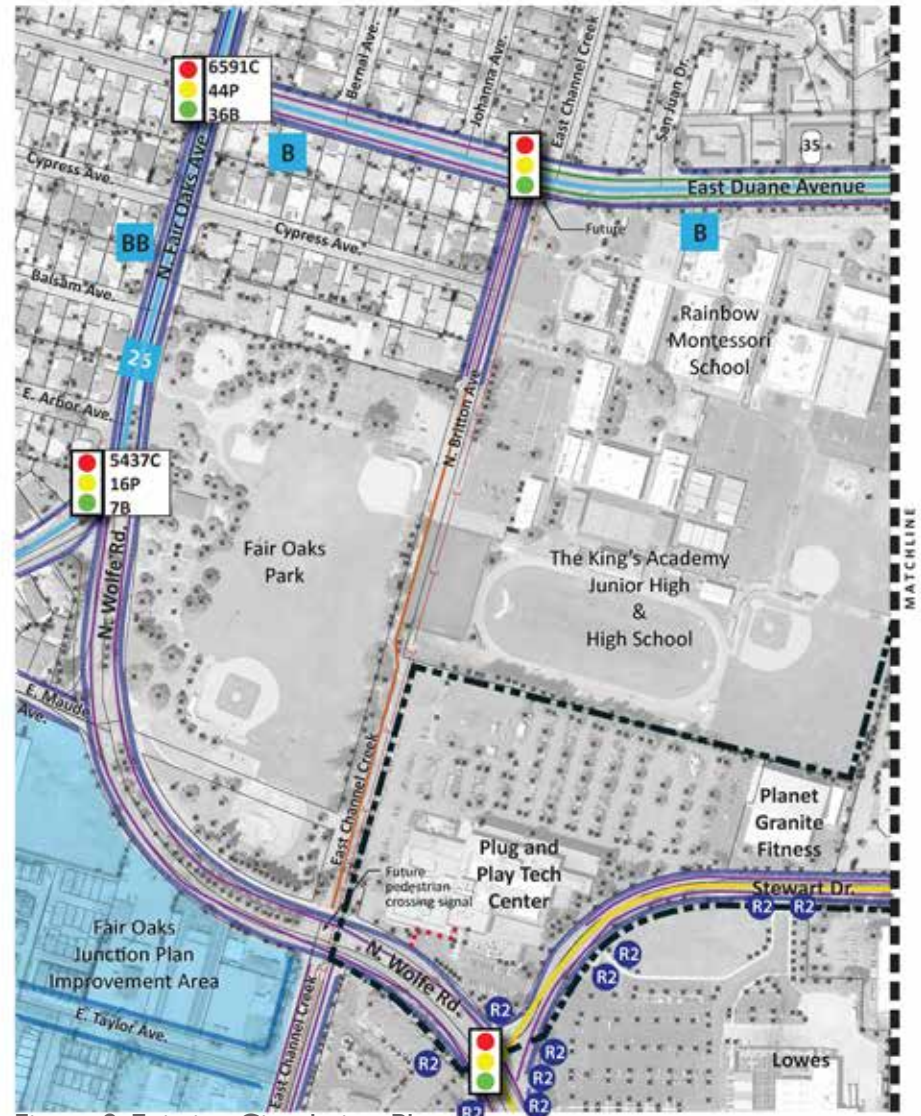 6591C
44P
36B
Bernal Ave.
Johanna Ave.
East Channel Creek
San Juan Dr.
35
B
East Duane Avenue
Future
B
Cypress Ave.
Cypress Ave.
N. Fair Oaks Ave.
BB
Balsam Ave.
25
E. Arbor Ave.
Rainbow
Montessori
School
N. Britton Ave.
5437C
16P
7B
N. Wolfe Rd.
Fair Oaks
Park
The King's Academy
Junior High
&
High School
MATCHLINE
E. Maude
Ave.
East Channel Creek
Planet
Granite
Fitness
Plug and
Play Tech
Center
Future
pedestrian
crossing signal
Stewart Dr.
R2
R2
Fair Oaks
Junction Plan
Improvement Area
N. Wolfe Rd.
R2
R2
R2
E. Taylor Ave.
East Channel Creek
R2
R2
R2
R2
R2
Lowes